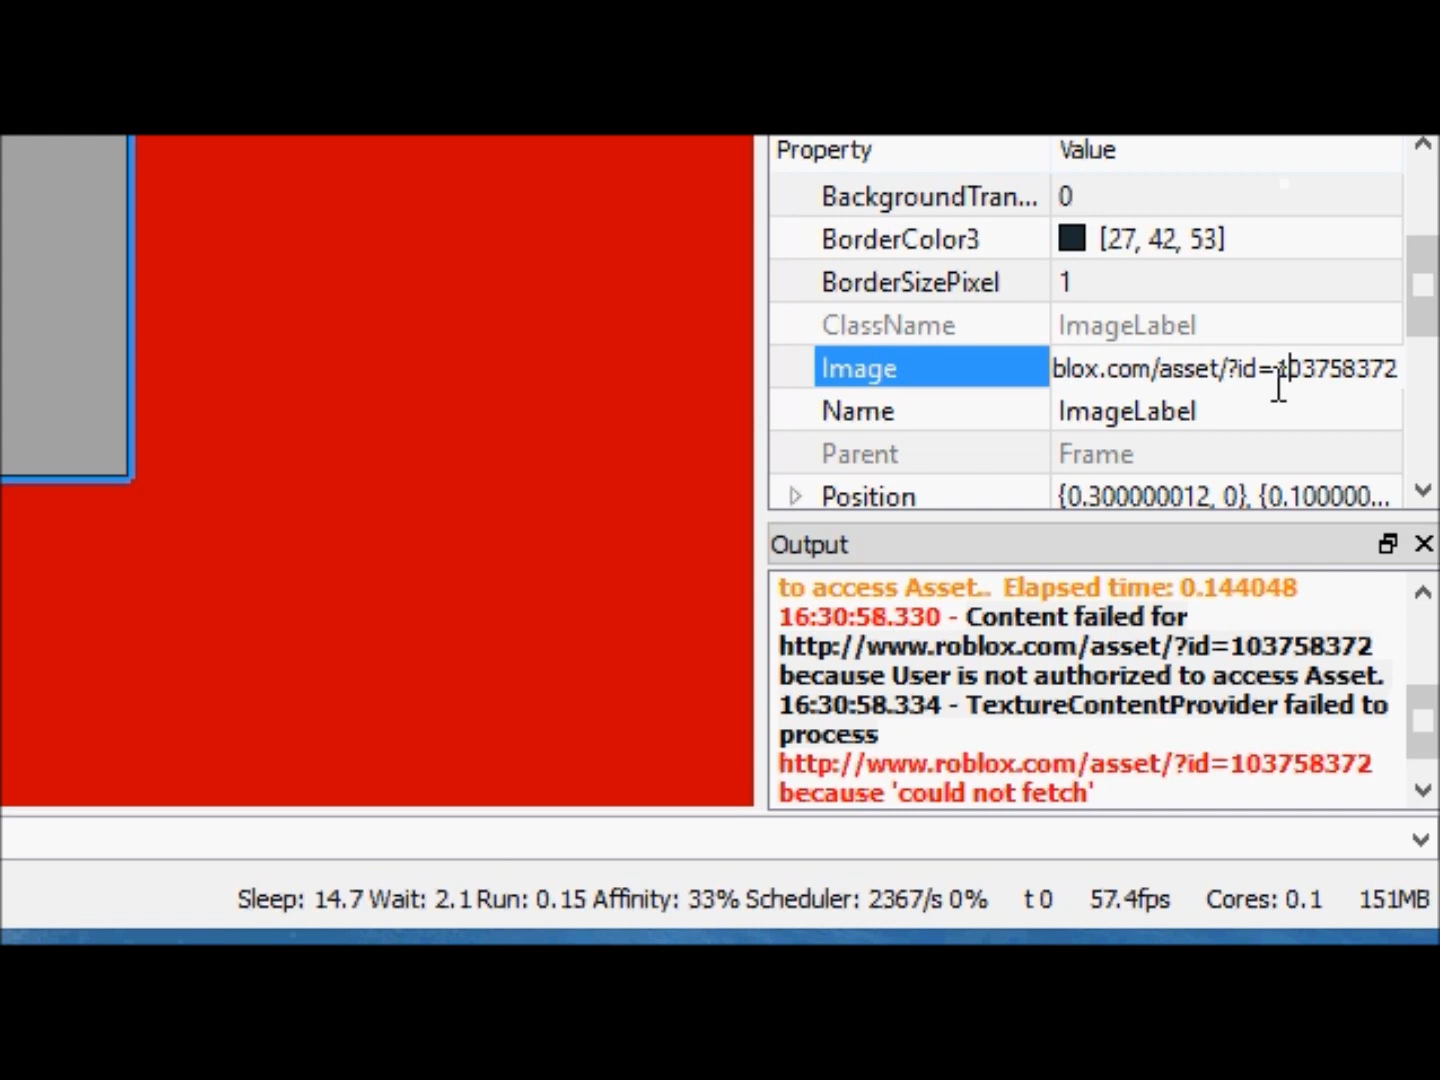 Property Value
BackgroundTran... 0
BorderColor3 [27, 42, 53]
BorderSizePixel 1
ClassName ImageLabel
Image blox.com/asset/?id=103758372
Name ImageLabel
Parent Frame
Position {0.300000012, 0}, {0.100000...
Output
to access Asset.. Elapsed time: 0.144048
16:30:58.330 - Content failed for
http://www.roblox.com/asset/?id=103758372
because User is not authorized to access Asset.
16:30:58.334 - TextureContentProvider failed to
process
http://www.roblox.com/asset/?id=103758372
because 'could not fetch'
Sleep: 14.7 Wait: 2.1 Run: 0.15 Affinity: 33% Scheduler: 2367/s 0% t 0 57.4fps Cores: 0.1 151MB